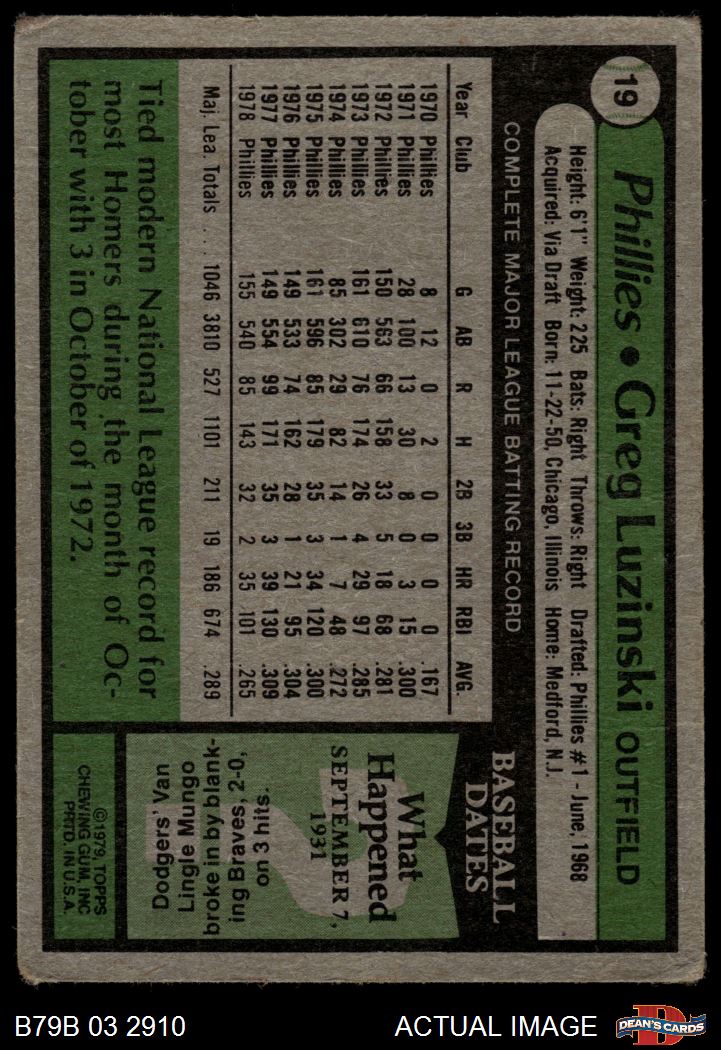 19
Phillies • Greg Luzinski OUTFIELD
Height: 6'1" Weight: 225 Bats: Right Throws: Right Drafted: Phillies #1 - June, 1968
Acquired: Via Draft Born: 11-22-50, Chicago, Illinois Home: Medford, N.J.
COMPLETE MAJOR LEAGUE BATTING RECORD
Year Club G AB R H 2B 3B HR RBI AVG.
1970 Phillies 8 12 0 2 0 0 0 0 .167
1971 Phillies 28 100 13 30 8 0 3 15 .300
1972 Phillies 150 563 66 158 33 5 18 68 .281
1973 Phillies 161 610 76 174 26 4 29 97 .285
1974 Phillies 85 302 29 82 14 1 7 48 .272
1975 Phillies 161 596 85 179 35 3 34 120 .300
1976 Phillies 149 533 74 162 28 1 21 95 .304
1977 Phillies 149 554 99 171 35 3 39 130 .309
1978 Phillies 155 540 85 143 32 2 35 101 .265
Maj. Lea. Totals . . . 1046 3810 527 1101 211 19 186 674 .289
Tied modern National League record for
most Homers during the month of Oc-
tober with 3 in October of 1972.
BASEBALL
DATES
What
Happened
SEPTEMBER 7,
1931
?
Dodgers' Van
Lingle Mungo
broke in by blank-
ing Braves, 2-0,
on 3 hits.
©1979, TOPPS
CHEWING GUM, INC
PRTD. IN U.S.A.
B79B 03 2910
ACTUAL IMAGE
D
DEAN'S CARDS